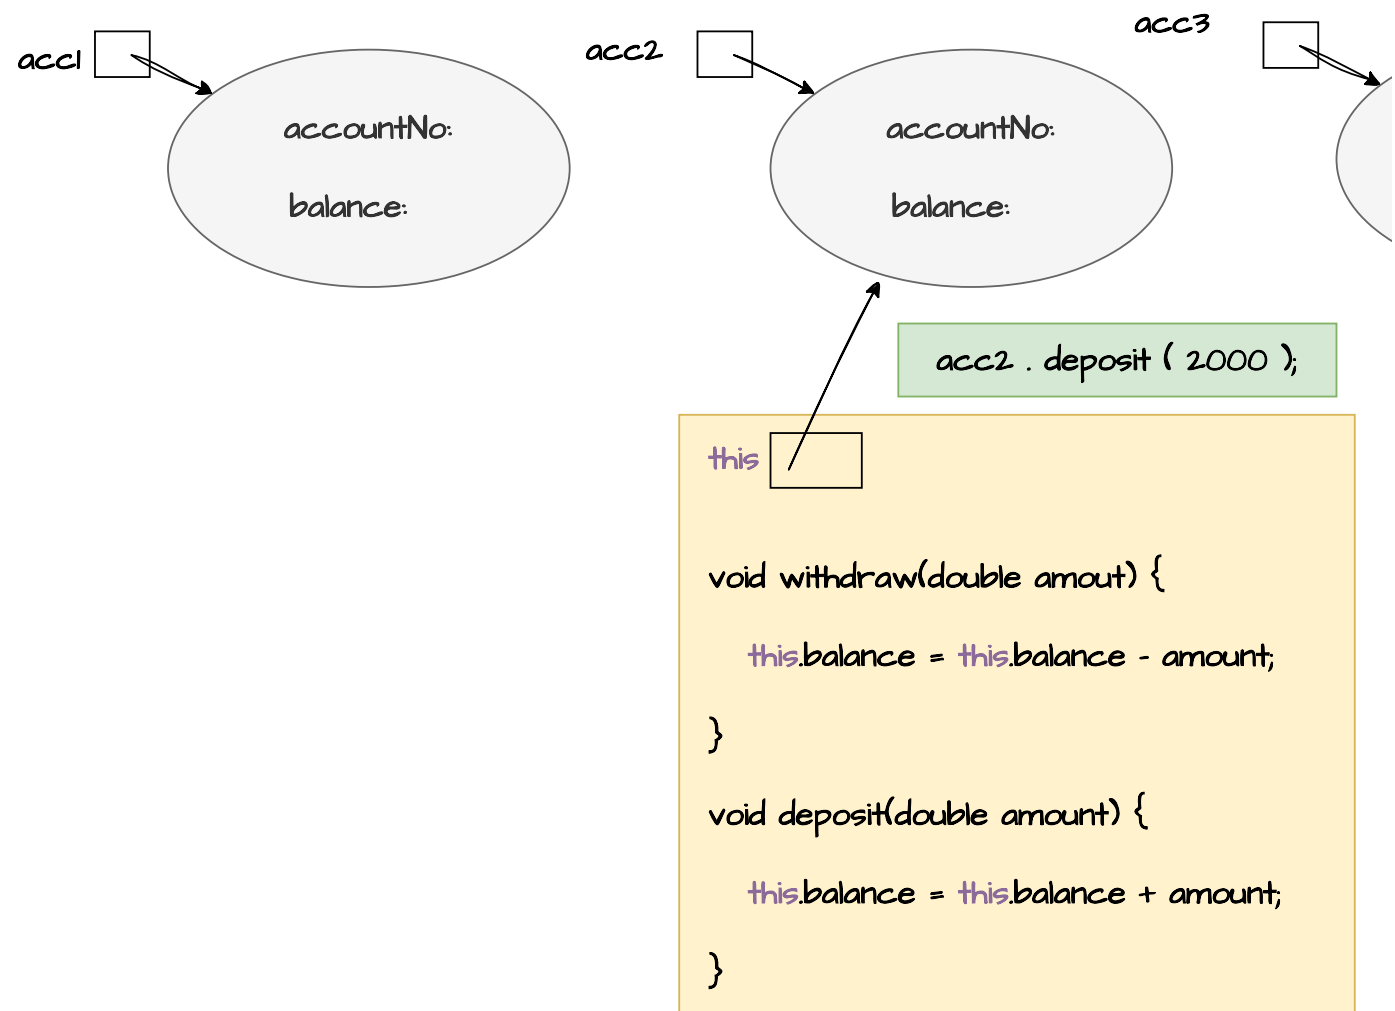 acc1
acc2
acc3
accountNo:
balance:
accountNo:
balance:
acc2 . deposit ( 2000 );
this
void withdraw(double amout) {
this.balance = this.balance - amount;
}
void deposit(double amount) {
this.balance = this.balance + amount;
}